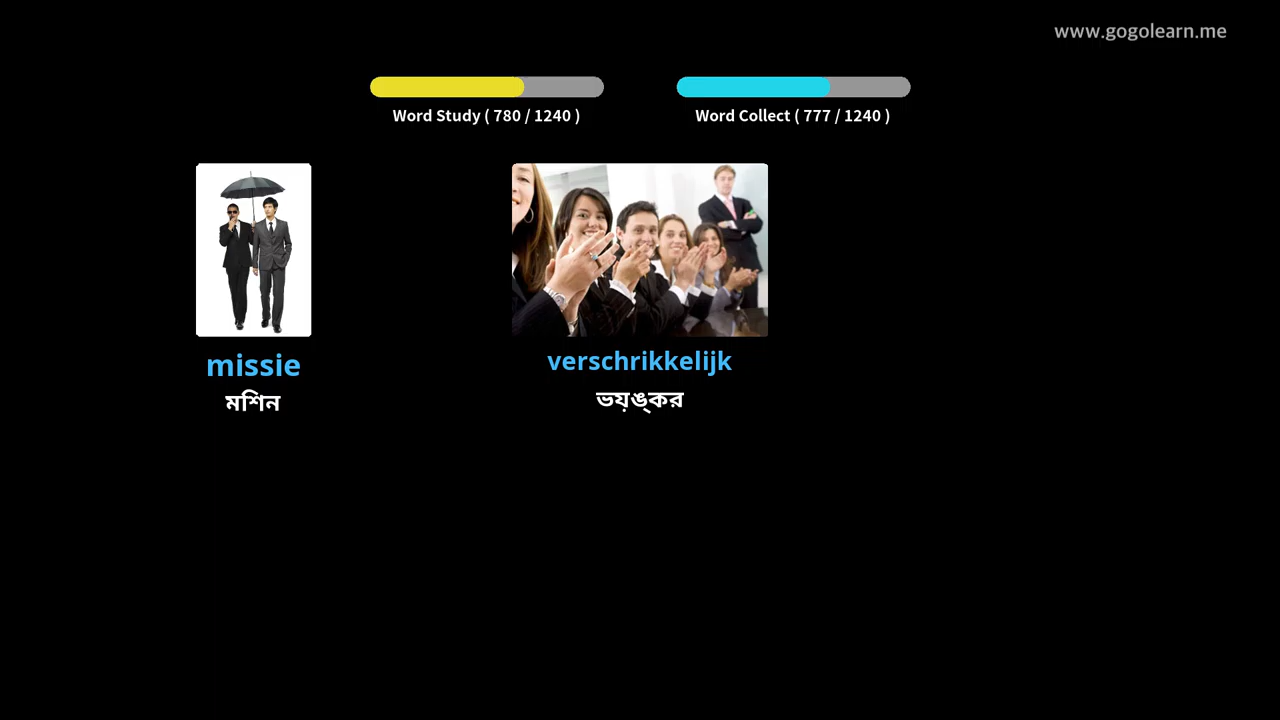 www.gogolearn.me
Word Study ( 780 / 1240 )
Word Collect ( 777 / 1240 )
missie
মিশন
verschrikkelijk
ভয়ঙ্কর